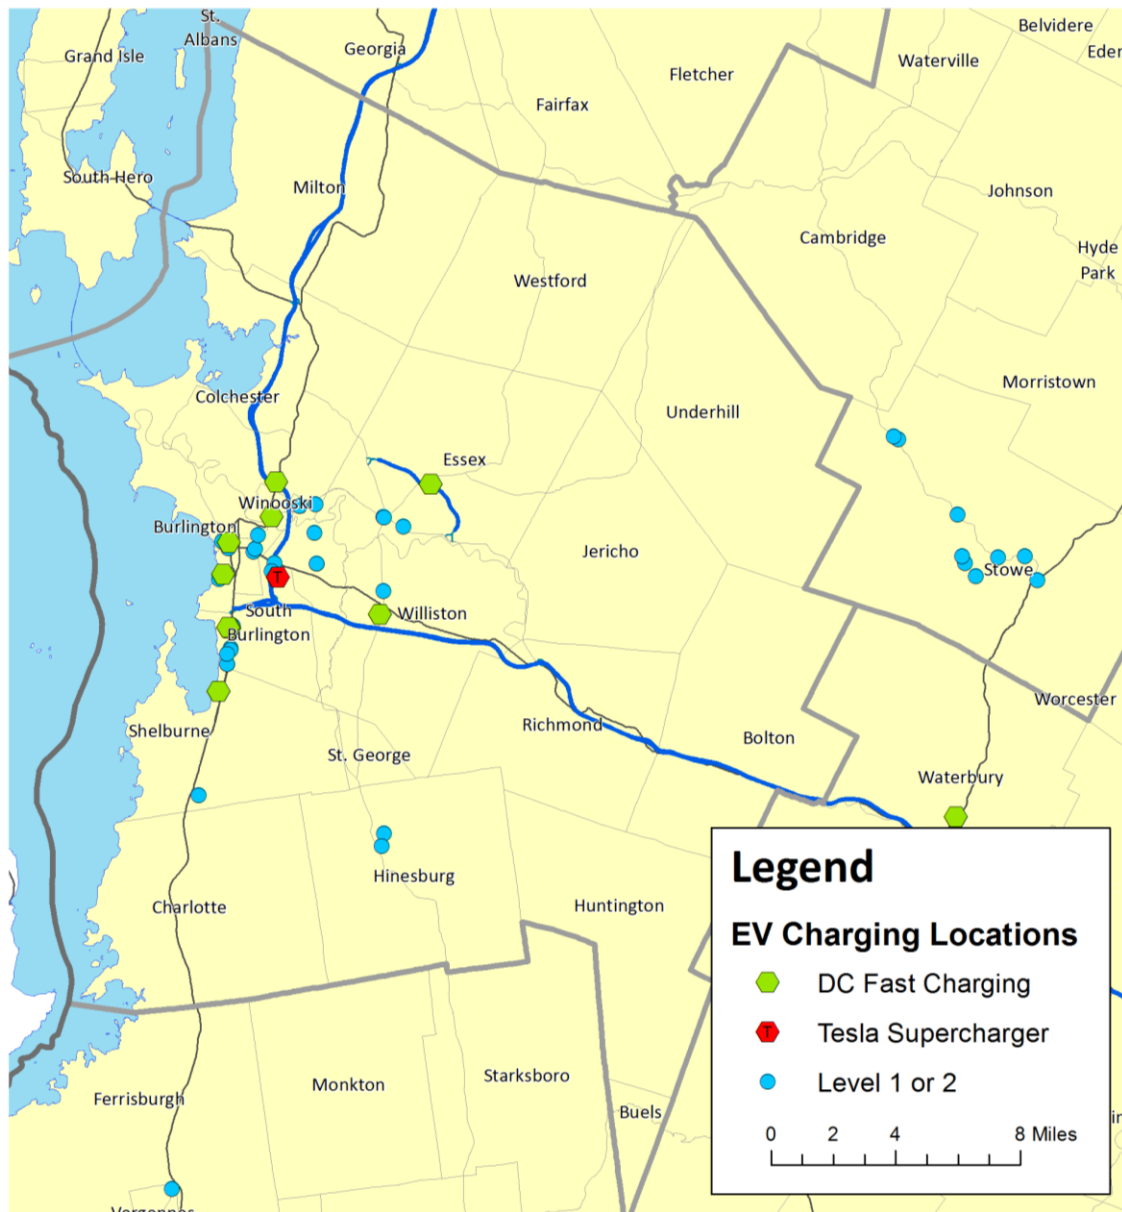 St.
Albans
Belvidere
Grand Isle
Georgia
Waterville
Eden
Fletcher
Fairfax
South Hero
Milton
Johnson
Cambridge
Hyde
Park
Westford
Morristown
Colchester
Underhill
Essex
Winooski
Burlington
Jericho
Stowe
T
Williston
South
Burlington
Worcester
Shelburne
Richmond
Bolton
St. George
Waterbury
Hinesburg
Charlotte
Huntington
Legend
EV Charging Locations
DC Fast Charging
T
Tesla Supercharger
Level 1 or 2
0 2 4 8 Miles
Starksboro
Monkton
Ferrisburgh
Buels
Vergennes